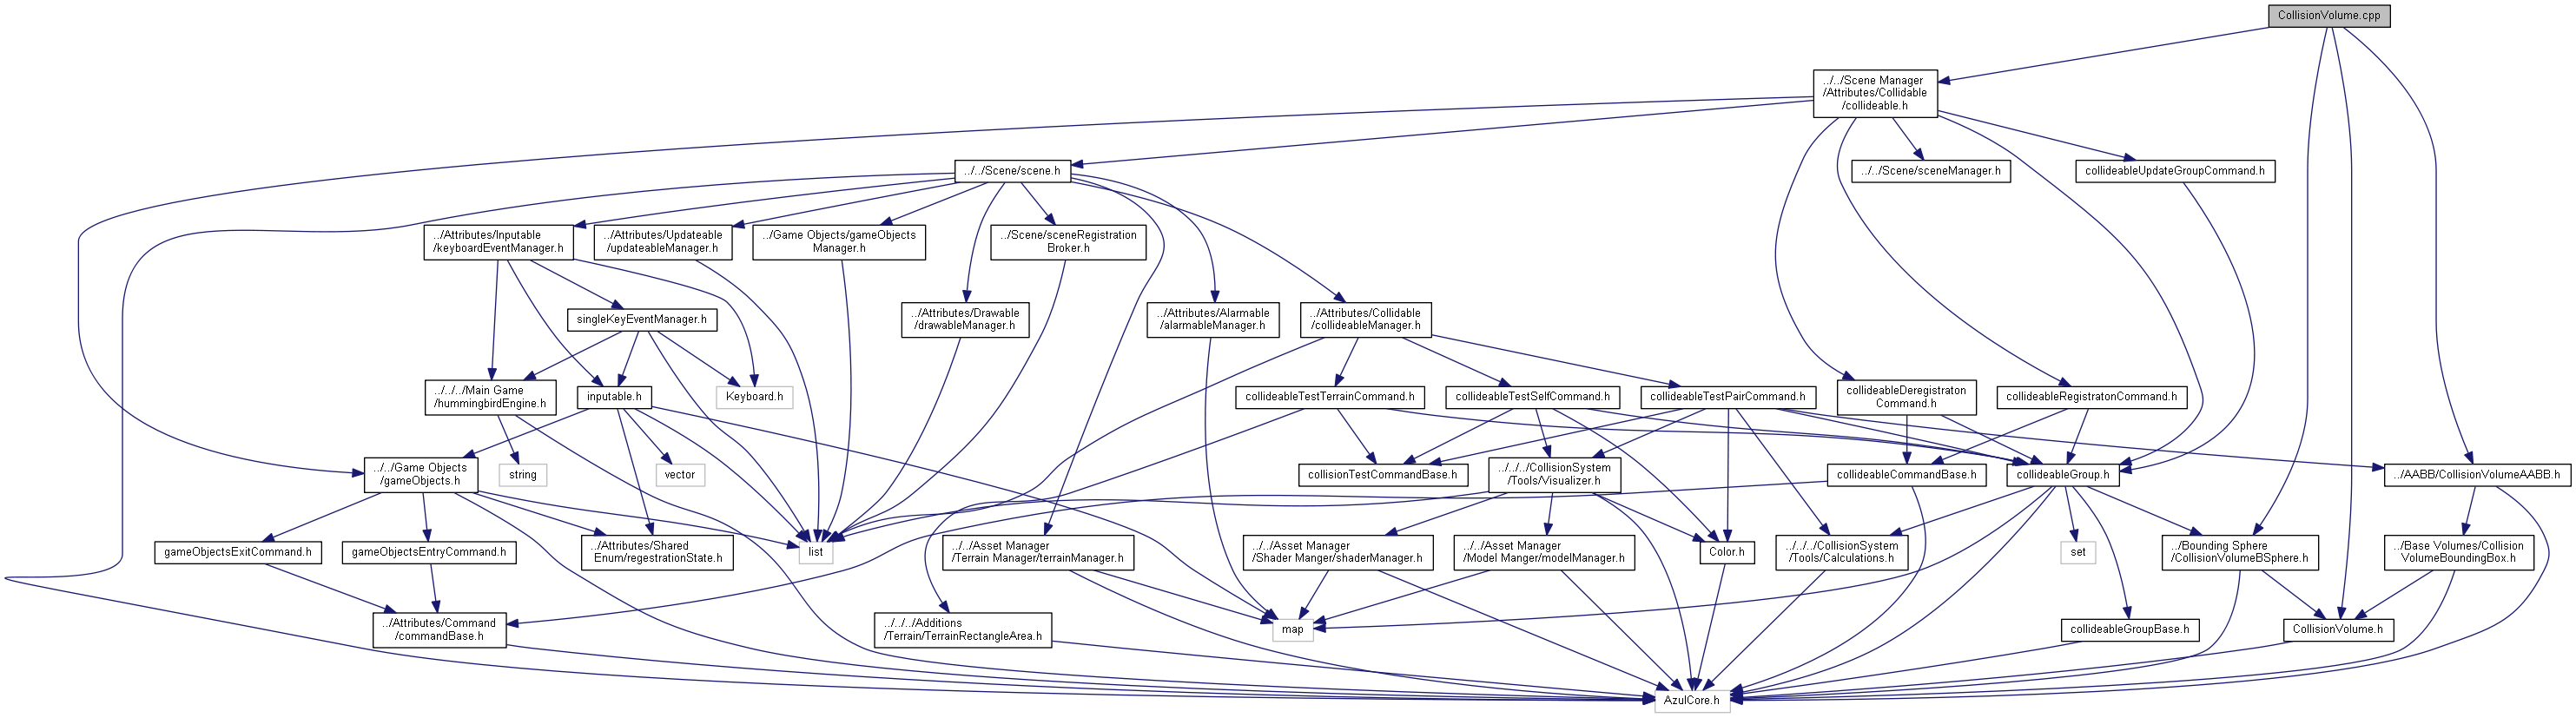 CollisionVolume.cpp
../../Scene Manager
/Attributes/Collidable
/collideable.h
../../Scene/scene.h
../../Scene/sceneManager.h
collideableUpdateGroupCommand.h
../Attributes/Inputable
/keyboardEventManager.h
../Attributes/Updateable
/updateableManager.h
../Game Objects/gameObjects
Manager.h
../Scene/sceneRegistration
Broker.h
singleKeyEventManager.h
../Attributes/Drawable
/drawableManager.h
../Attributes/Alarmable
/alarmableManager.h
../Attributes/Collidable
/collideableManager.h
../../../Main Game
/hummingbirdEngine.h
inputable.h
Keyboard.h
collideableTestTerrainCommand.h
collideableTestSelfCommand.h
collideableTestPairCommand.h
collideableDeregistraton
Command.h
collideableRegistratonCommand.h
../../Game Objects
/gameObjects.h
string
vector
collisionTestCommandBase.h
../../../CollisionSystem
/Tools/Visualizer.h
collideableCommandBase.h
collideableGroup.h
../AABB/CollisionVolumeAABB.h
gameObjectsExitCommand.h
gameObjectsEntryCommand.h
../Attributes/Shared
Enum/regestrationState.h
list
../../Asset Manager
/Terrain Manager/terrainManager.h
../../Asset Manager
/Shader Manger/shaderManager.h
../../Asset Manager
/Model Manger/modelManager.h
Color.h
../../../CollisionSystem
/Tools/Calculations.h
set
../Bounding Sphere
/CollisionVolumeBSphere.h
../Base Volumes/Collision
VolumeBoundingBox.h
../Attributes/Command
/commandBase.h
../../../Additions
/Terrain/TerrainRectangleArea.h
map
collideableGroupBase.h
CollisionVolume.h
AzulCore.h